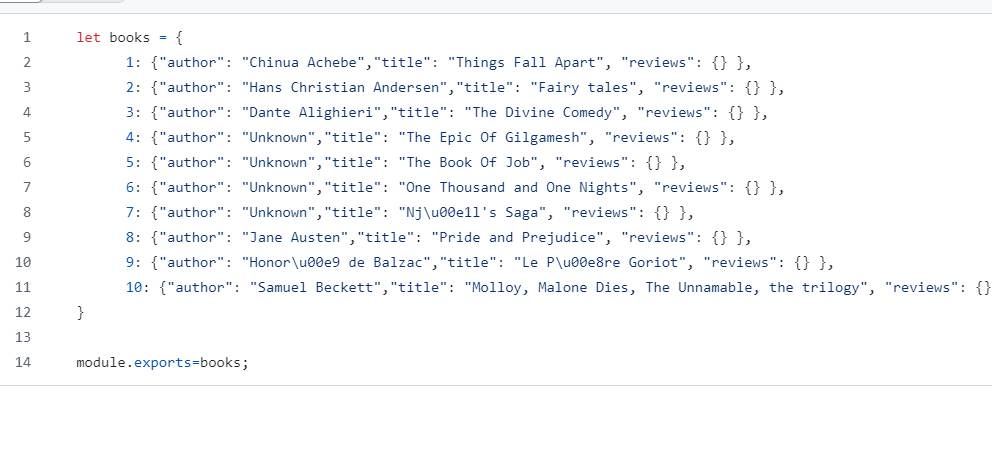 1 let books = {
2 1: {"author": "Chinua Achebe","title": "Things Fall Apart", "reviews": {} },
3 2: {"author": "Hans Christian Andersen","title": "Fairy tales", "reviews": {} },
4 3: {"author": "Dante Alighieri","title": "The Divine Comedy", "reviews": {} },
5 4: {"author": "Unknown","title": "The Epic Of Gilgamesh", "reviews": {} },
6 5: {"author": "Unknown","title": "The Book Of Job", "reviews": {} },
7 6: {"author": "Unknown","title": "One Thousand and One Nights", "reviews": {} },
8 7: {"author": "Unknown","title": "Nj\u00e1l's Saga", "reviews": {} },
9 8: {"author": "Jane Austen","title": "Pride and Prejudice", "reviews": {} },
10 9: {"author": "Honor\u00e9 de Balzac","title": "Le P\u00e8re Goriot", "reviews": {} },
11 10: {"author": "Samuel Beckett","title": "Molloy, Malone Dies, The Unnamable, the trilogy", "reviews": {}
12 }
13
14 module.exports=books;